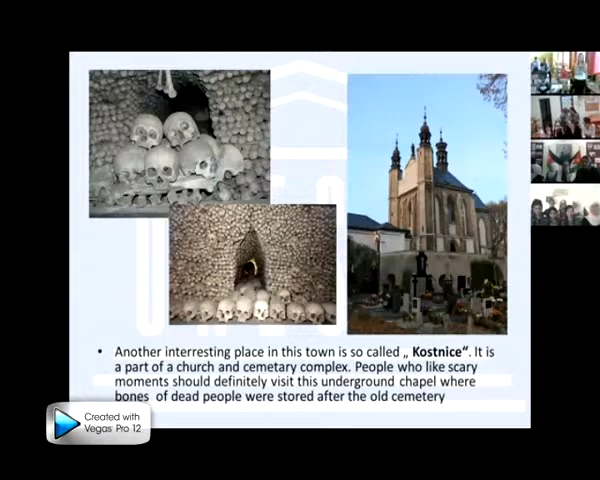 • Another interresting place in this town is so called „ Kostnice“. It is
a part of a church and cemetary complex. People who like scary
moments should definitely visit this underground chapel where
bones of dead people were stored after the old cemetery
Created with
Vegas Pro 12